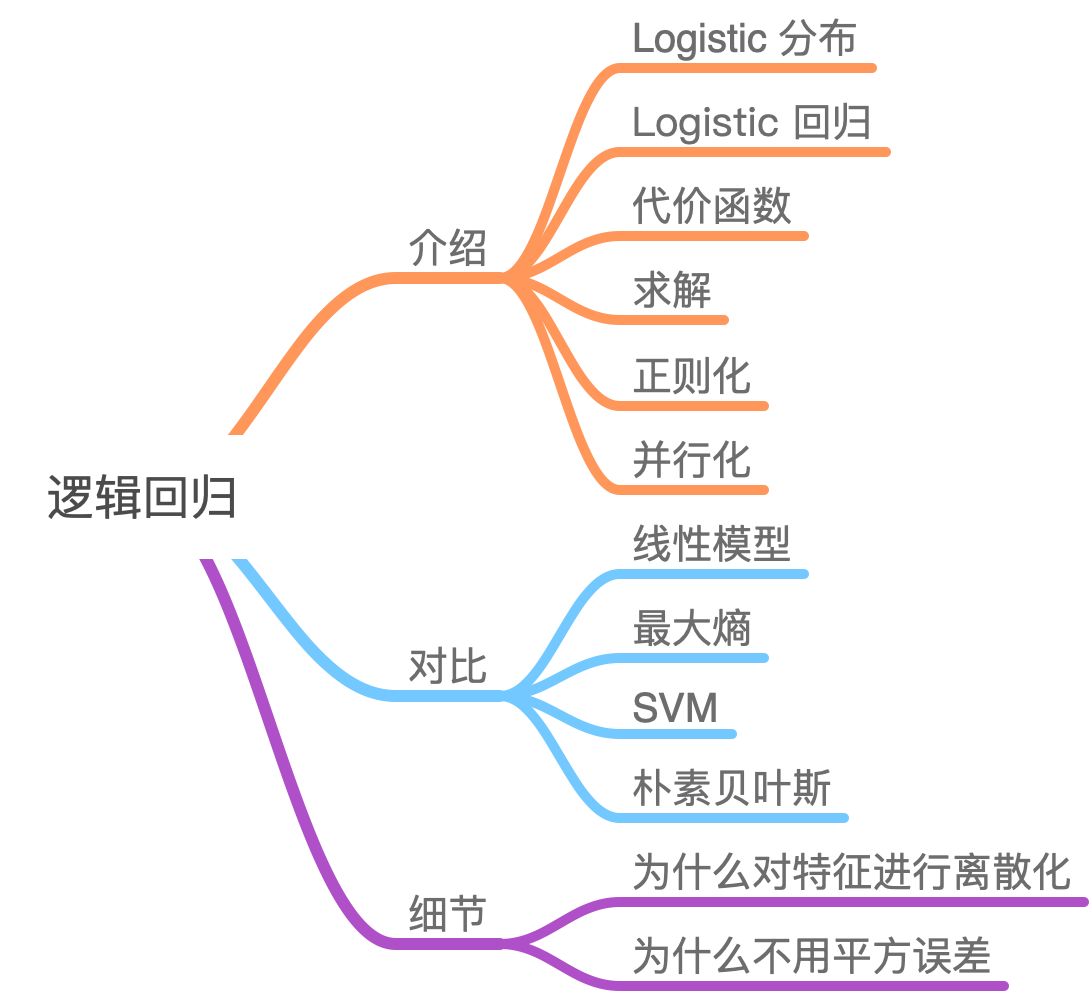 逻辑回归
介绍
Logistic 分布
Logistic 回归
代价函数
求解
正则化
并行化
对比
线性模型
最大熵
SVM
朴素贝叶斯
细节
为什么对特征进行离散化
为什么不用平方误差